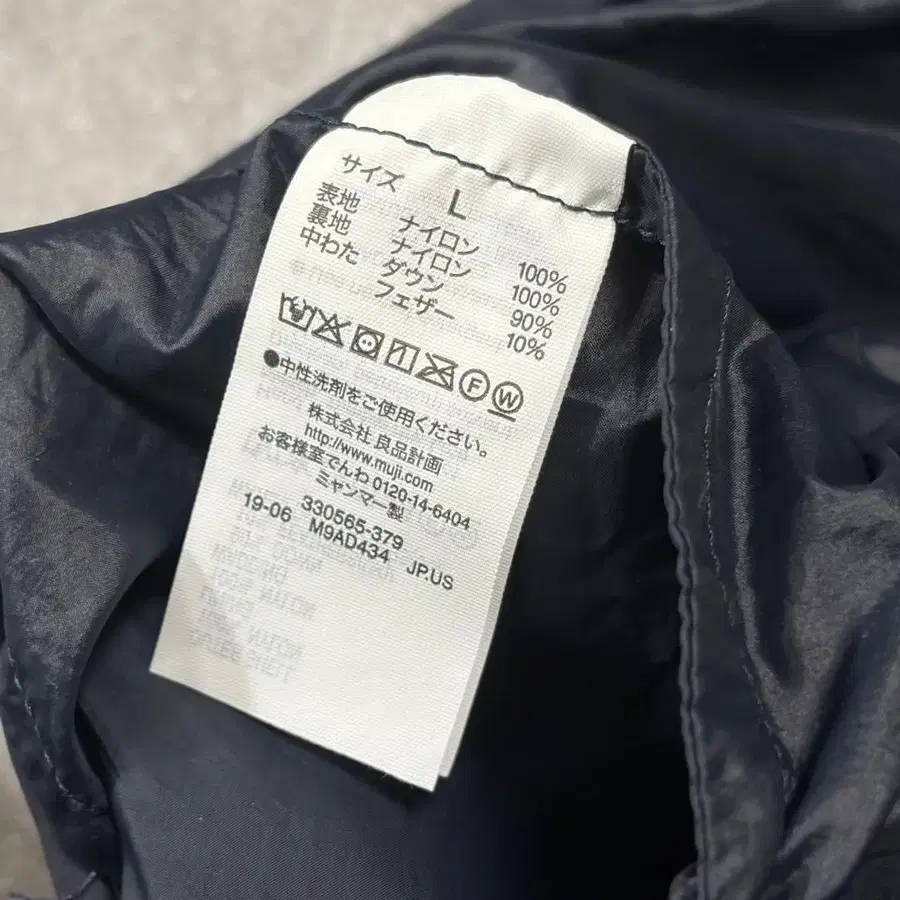 サイズ L
表地 ナイロン 100%
裏地 ナイロン 100%
中わた ダウン 90%
フェザー 10%
F W
●中性洗剤をご使用ください。
株式会社 良品計画
http://www.muji.com
お客様室でんわ 0120-14-6404
ミャンマー製
330565-379
19-06 M9AD434 JP.US